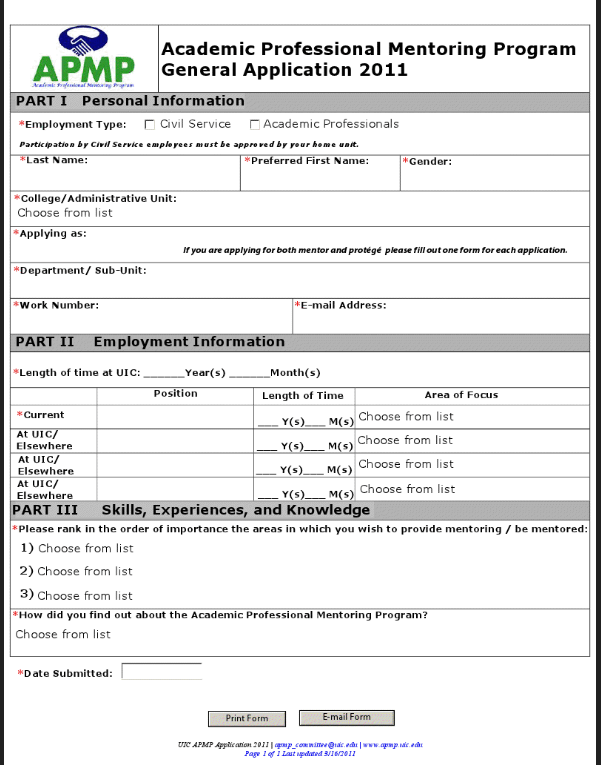 APMP
Academic Professional Mentoring Program
Academic Professional Mentoring Program
General Application 2011
PART I Personal Information
*Employment Type: Civil Service Academic Professionals
Participation by Civil Service employees must be approved by your home unit.
*Last Name: *Preferred First Name: *Gender:
*College/Administrative Unit:
Choose from list
*Applying as:
If you are applying for both mentor and protégé please fill out one form for each application.
*Department/ Sub-Unit:
*Work Number: *E-mail Address:
PART II Employment Information
*Length of time at UIC: ______Year(s) ______Month(s)
Position Length of Time Area of Focus
*Current ___ Y(s)___ M(s) Choose from list
At UIC/
Elsewhere ___ Y(s)___ M(s) Choose from list
At UIC/
Elsewhere ___ Y(s)___ M(s) Choose from list
At UIC/
Elsewhere ___ Y(s)___ M(s) Choose from list
PART III Skills, Experiences, and Knowledge
*Please rank in the order of importance the areas in which you wish to provide mentoring / be mentored:
1) Choose from list
2) Choose from list
3) Choose from list
*How did you find out about the Academic Professional Mentoring Program?
Choose from list
*Date Submitted:
Print Form E-mail Form
UIC APMP Application 2011 | apmp_committee@uic.edu | www.apmp.uic.edu
Page 1 of 1 Last updated 3/16/2011